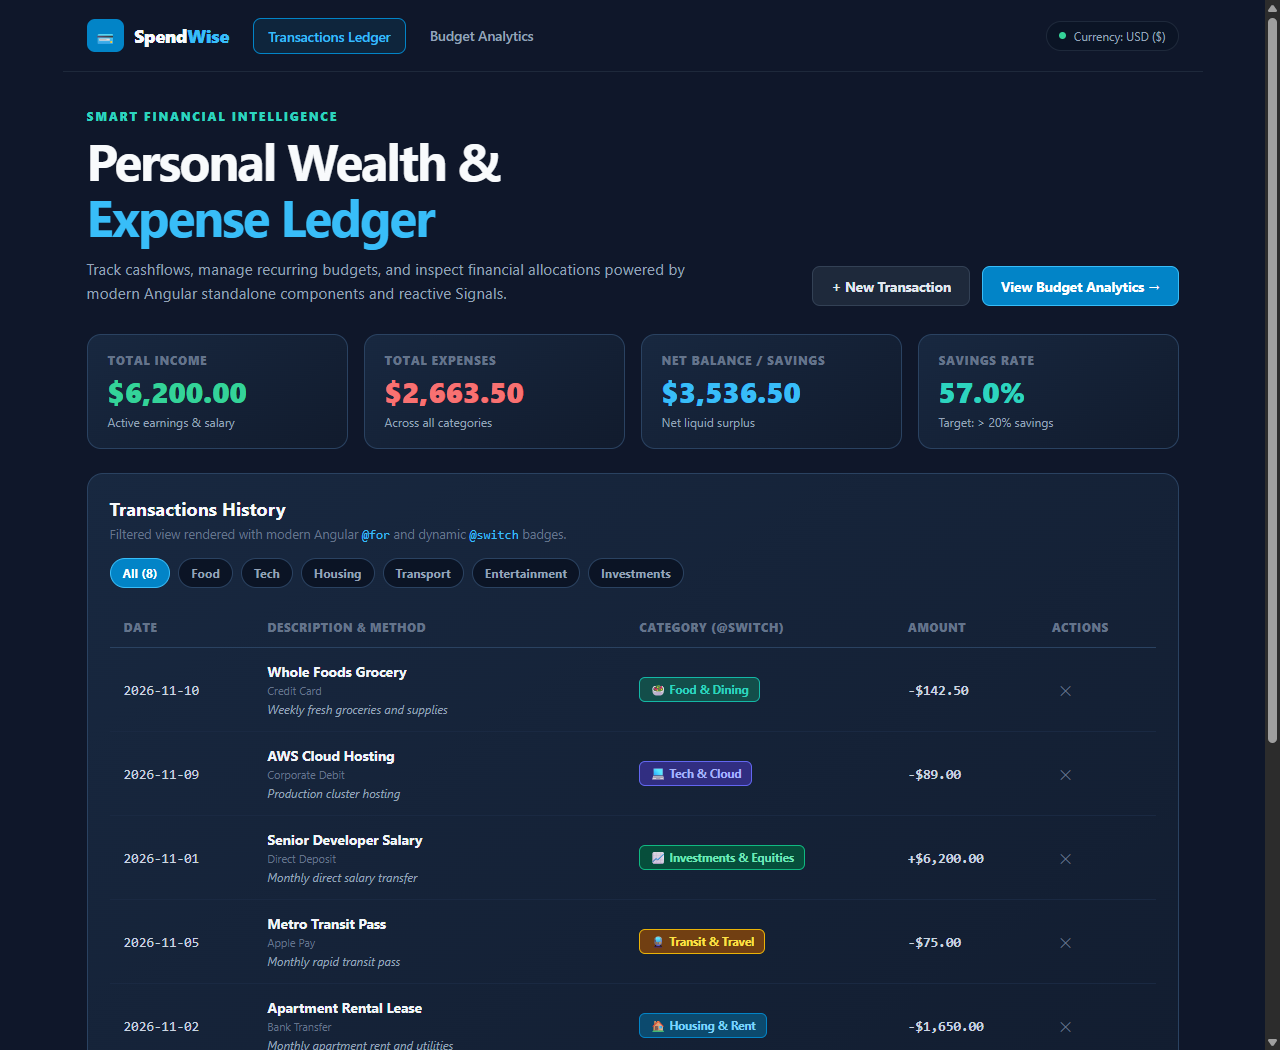 SpendWise
Transactions Ledger
Budget Analytics
Currency: USD ($)
SMART FINANCIAL INTELLIGENCE
Personal Wealth &
Expense Ledger
Track cashflows, manage recurring budgets, and inspect financial allocations powered by
modern Angular standalone components and reactive Signals.
+ New Transaction
View Budget Analytics →
TOTAL INCOME
$6,200.00
Active earnings & salary
TOTAL EXPENSES
$2,663.50
Across all categories
NET BALANCE / SAVINGS
$3,536.50
Net liquid surplus
SAVINGS RATE
57.0%
Target: > 20% savings
Transactions History
Filtered view rendered with modern Angular @for and dynamic @switch badges.
All (8)
Food
Tech
Housing
Transport
Entertainment
Investments
DATE
DESCRIPTION & METHOD
CATEGORY (@SWITCH)
AMOUNT
ACTIONS
2026-11-10
Whole Foods Grocery
Credit Card
Weekly fresh groceries and supplies
Food & Dining
-$142.50
×
2026-11-09
AWS Cloud Hosting
Corporate Debit
Production cluster hosting
Tech & Cloud
-$89.00
×
2026-11-01
Senior Developer Salary
Direct Deposit
Monthly direct salary transfer
Investments & Equities
+$6,200.00
×
2026-11-05
Metro Transit Pass
Apple Pay
Monthly rapid transit pass
Transit & Travel
-$75.00
×
2026-11-02
Apartment Rental Lease
Bank Transfer
Monthly apartment rent and utilities
Housing & Rent
-$1,650.00
×